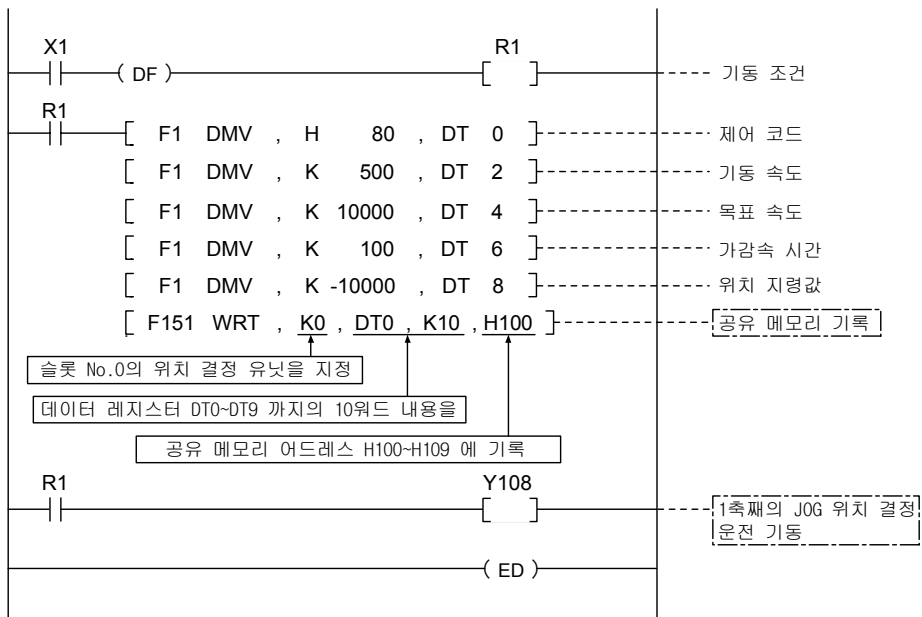 X1
R1
( DF )
[ ]
기동 조건
R1
[ F1 DMV , H 80 , DT 0 ]
제어 코드
[ F1 DMV , K 500 , DT 2 ]
기동 속도
[ F1 DMV , K 10000 , DT 4 ]
목표 속도
[ F1 DMV , K 100 , DT 6 ]
가감속 시간
[ F1 DMV , K -10000 , DT 8 ]
위치 지령값
[ F151 WRT , K0 , DT0 , K10 , H100 ]
공유 메모리 기록
슬롯 No.0의 위치 결정 유닛을 지정
데이터 레지스터 DT0~DT9 까지의 10워드 내용을
공유 메모리 어드레스 H100~H109 에 기록
R1
Y108
[ ]
1축째의 JOG 위치 결정
운전 기동
( ED )